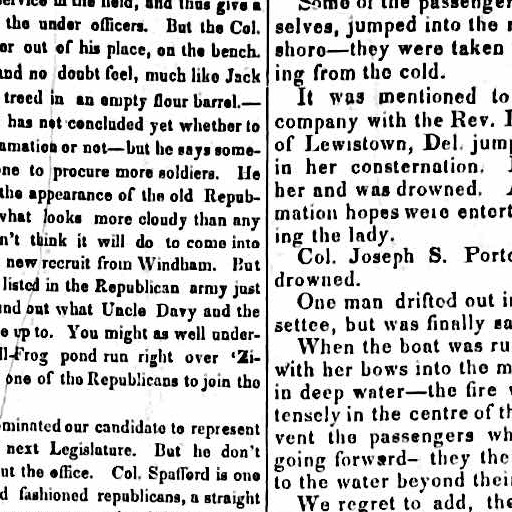 service in the field, and thus give a
the under officers. But the Col.
or out of his place, on the bench.
and no doubt feel, much like Jack
treed in an empty flour barrel.—
has not concluded yet whether to
amation or not—but he says some-
ne to procure more soldiers. He
the appearance of the old Repub-
what looks more cloudy than any
n't think it will do to come into
new recruit from Windham. But
listed in the Republican army just
nd out what Uncle Davy and the
e up to. You might as well under-
ll-Frog pond run right over 'Zi-
one of the Republicans to join the
minated our candidate to represent
next Legislature. But he don't
ut the office. Col. Spafford is one
d fashioned republicans, a straight
Some of the passenger
selves, jumped into the
shore—they were taken
ing from the cold.
It was mentioned to
company with the Rev.
of Lewistown, Del. jum
in her consternation.
her and was drowned.
mation hopes were entert
ing the lady.
Col. Joseph S. Porte
drowned.
One man drifted out i
settee, but was finally sa
When the boat was ru
with her bows into the m
in deep water—the fire
tensely in the centre of th
vent the passengers wh
going forward- they the
to the water beyond thei
We regret to add, the